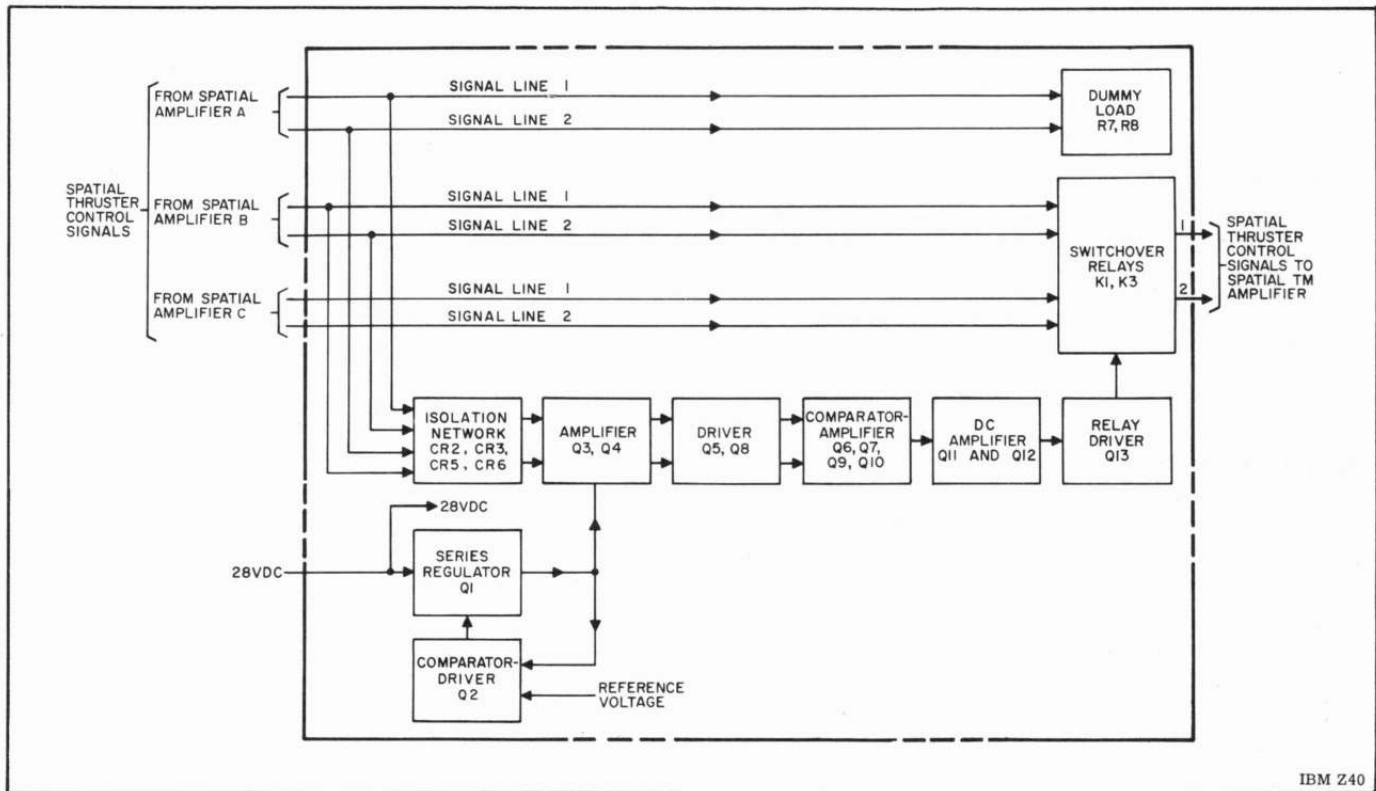 SPATIAL
THRUSTER
CONTROL
SIGNALS
FROM SPATIAL
AMPLIFIER A
SIGNAL LINE 1
SIGNAL LINE 2
DUMMY
LOAD
R7, R8
FROM SPATIAL
AMPLIFIER B
SIGNAL LINE 1
SIGNAL LINE 2
FROM SPATIAL
AMPLIFIER C
SIGNAL LINE 1
SIGNAL LINE 2
SWITCHOVER
RELAYS
K1, K3
1
2
SPATIAL
THRUSTER
CONTROL
SIGNALS TO
SPATIAL TM
AMPLIFIER
ISOLATION
NETWORK
CR2, CR3,
CR5, CR6
AMPLIFIER
Q3, Q4
DRIVER
Q5, Q8
COMPARATOR-
AMPLIFIER
Q6, Q7,
Q9, Q10
DC
AMPLIFIER
Q11 AND Q12
RELAY
DRIVER
Q13
28VDC
28VDC
SERIES
REGULATOR
Q1
COMPARATOR-
DRIVER
Q2
REFERENCE
VOLTAGE
IBM Z40